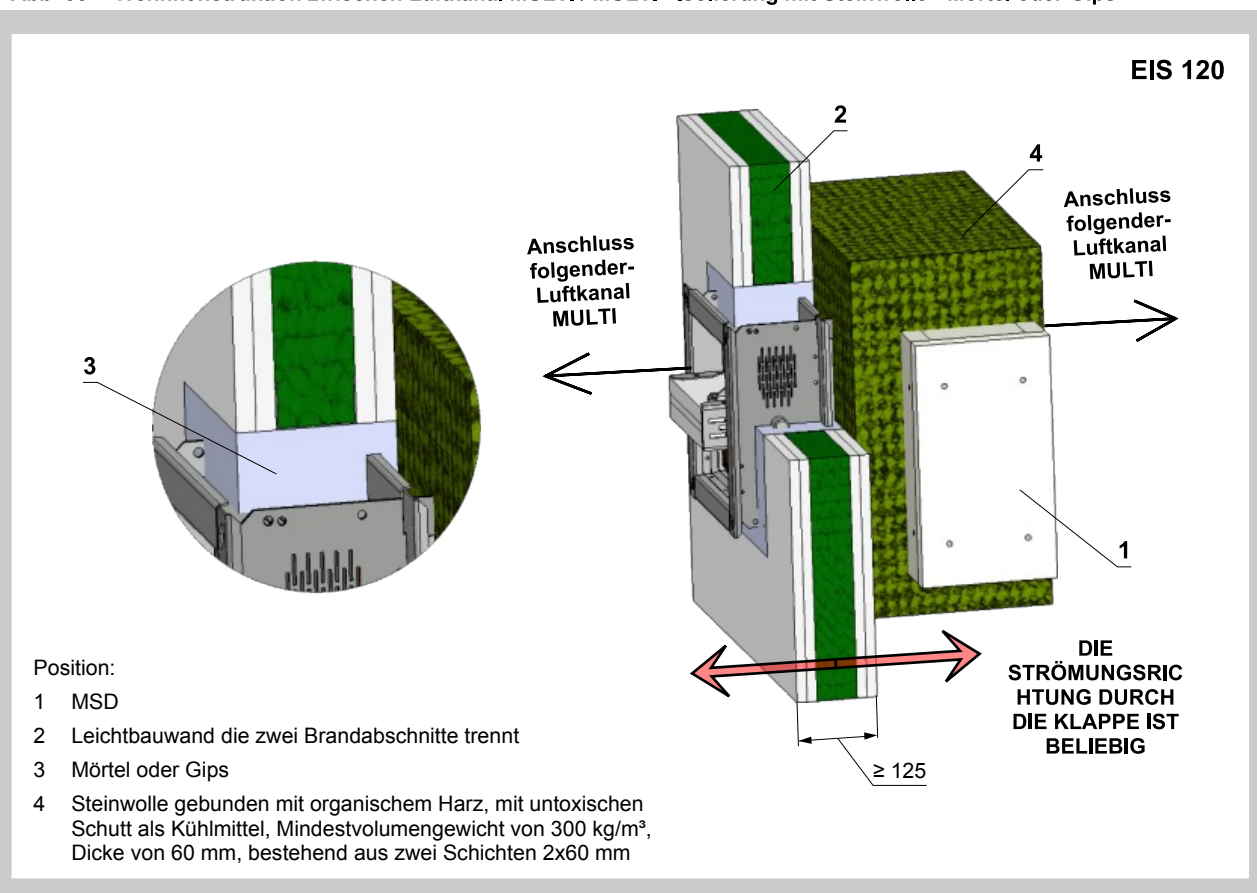 EIS 120
2
4
Anschluss
folgender-
Luftkanal
MULTI
Anschluss
folgender-
Luftkanal
MULTI
3
1
DIE
STRÖMUNGSRIC
HTUNG DURCH
DIE KLAPPE IST
BELIEBIG
≥ 125
Position:
1 MSD
2 Leichtbauwand die zwei Brandabschnitte trennt
3 Mörtel oder Gips
4 Steinwolle gebunden mit organischem Harz, mit untoxischen
Schutt als Kühlmittel, Mindestvolumengewicht von 300 kg/m³,
Dicke von 60 mm, bestehend aus zwei Schichten 2x60 mm